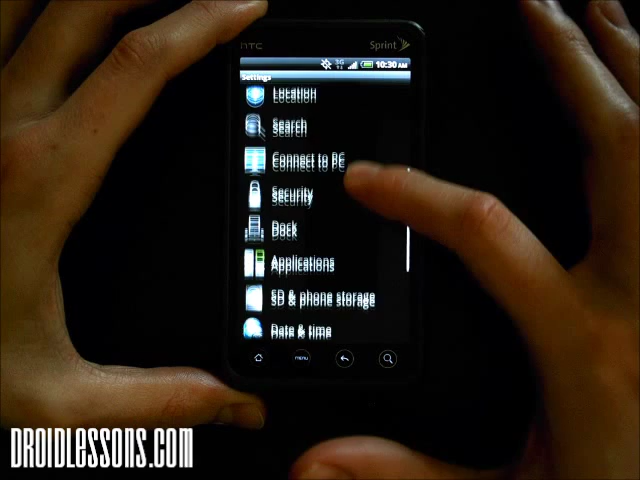 hTC Sprint
3G 10:30 AM
Settings
Location
Search
Connect to PC
Security
Dock
Applications
SD & phone storage
Date & time
MENU
DROIDLESSONS.COM